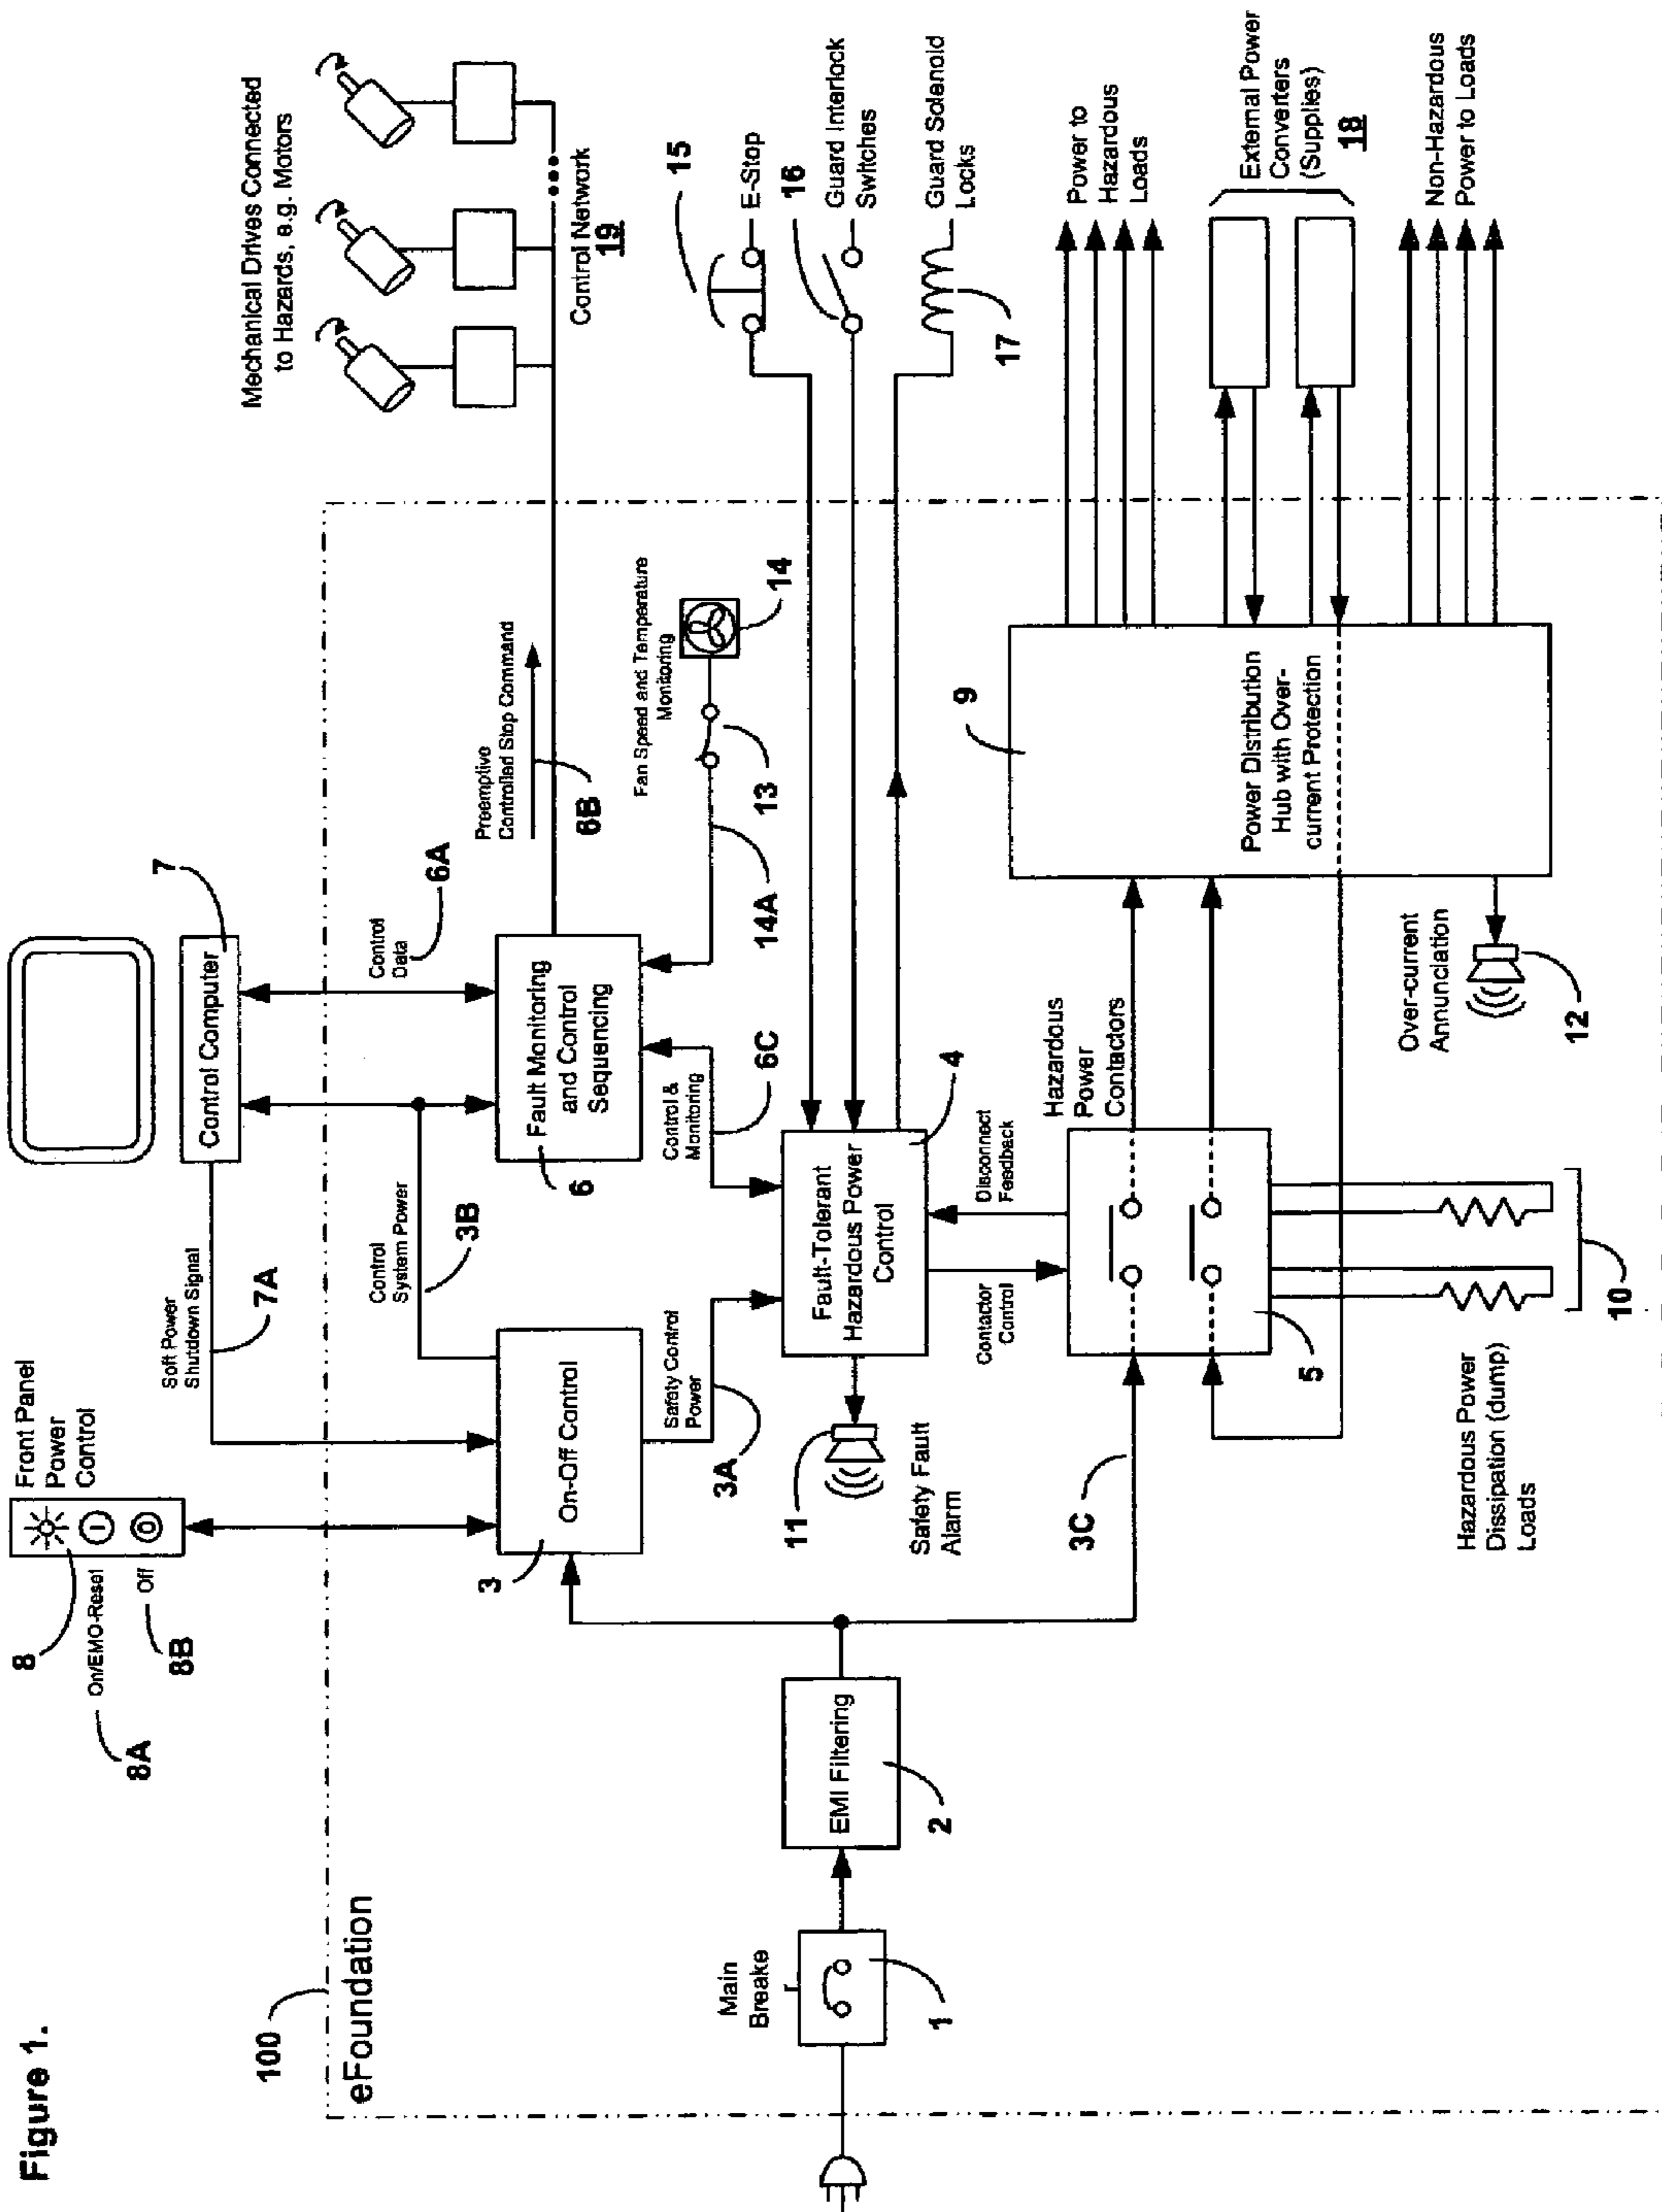 Figure 1.
100
eFoundation
8
8A
On/EMO-Reset
8B
Off
Front Panel
Power
Control
Soft Power
Shutdown Signal
7A
Control Computer
7
Control
System Power
3B
Control
Data
6A
3
On-Off Control
Safety Control
Power
3A
6
Fault Monitoring
and Control
Sequencing
Preemptive
Controlled Stop Command
6B
Mechanical Drives Connected
to Hazards, e.g. Motors
Control Network
19
Control &
Monitoring
6C
14A
13
Fan Speed and Temperature
Monitoring
14
15
E-Stop
16
Guard Interlock
Switches
17
Guard Solenoid
Locks
Main
Breake
1
EMI Filtering
2
11
Safety Fault
Alarm
Fault-Tolerant
Hazardous Power
Control
4
Contactor
Control
Disconnect
Feedback
3C
5
Hazardous
Power
Contactors
Hazardous Power
Dissipation (dump)
Loads
10
9
Power Distribution
Hub with Over-
current Protection
Over-current
Annunciation
12
Power to
Hazardous
Loads
External Power
Converters
(Supplies)
18
Non-Hazardous
Power to Loads